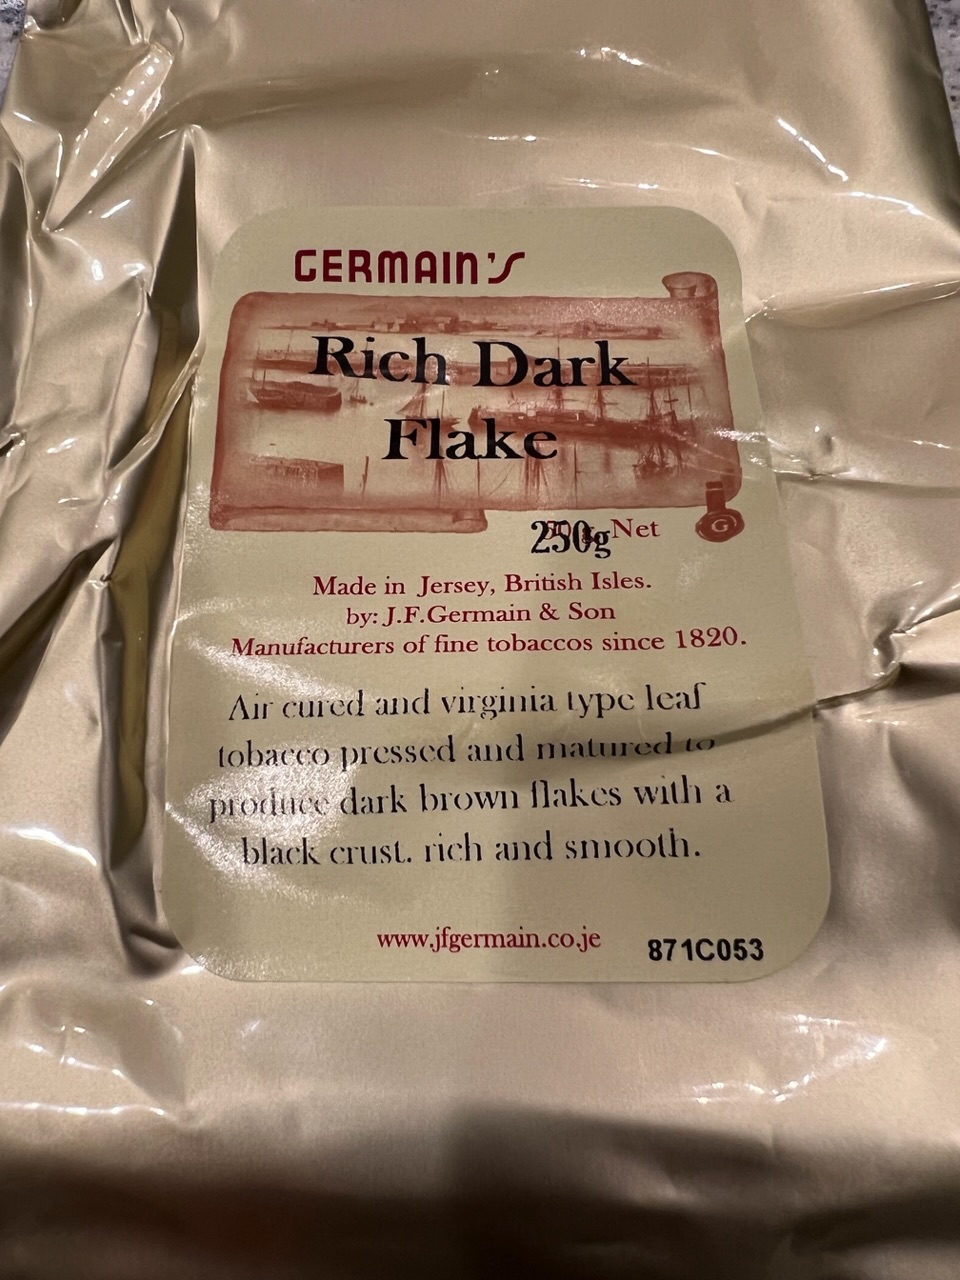 GERMAIN'S
Rich Dark
Flake
250g Net
Made in Jersey, British Isles.
by: J.F.Germain & Son
Manufacturers of fine tobaccos since 1820.
Air cured and virginia type leaf
tobacco pressed and matured to
produce dark brown flakes with a
black crust. rich and smooth.
G
www.jfgermain.co.je
871C053